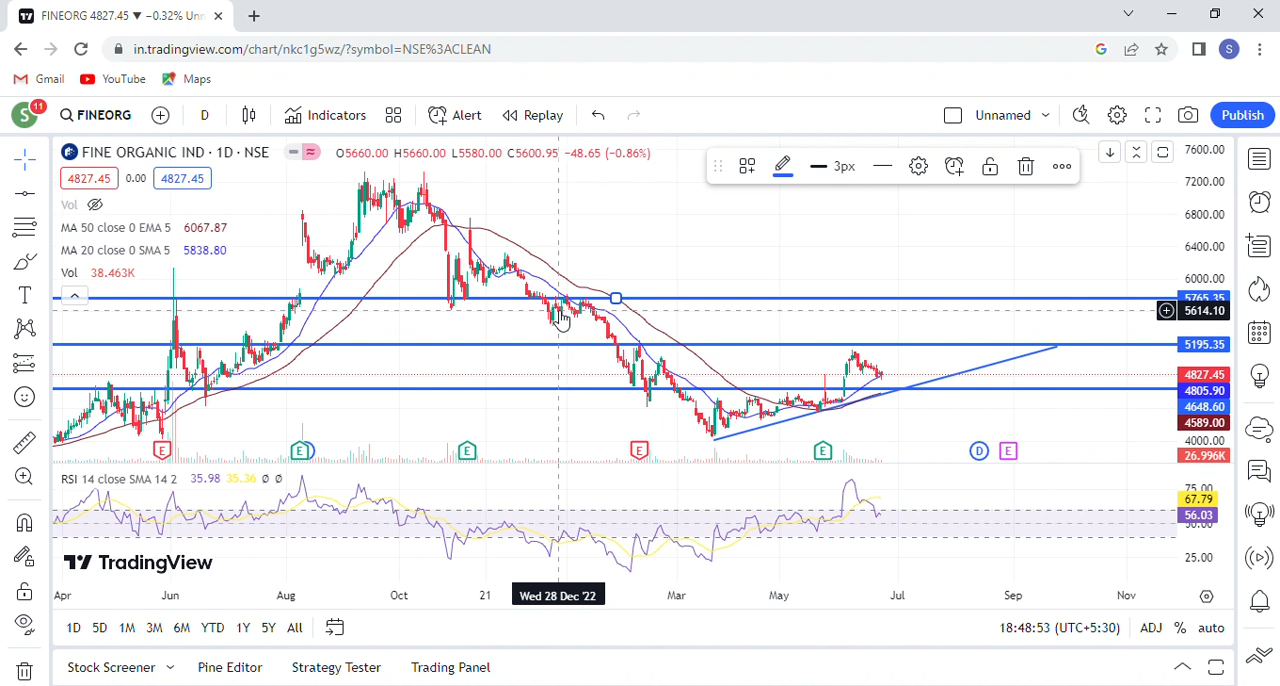 FINEORG 4827.45 ▼ −0.32% Unn
in.tradingview.com/chart/nkc1g5wz/?symbol=NSE%3ACLEAN
S
Gmail YouTube Maps
S 11 FINEORG D Indicators Alert Replay Unnamed Publish
FINE ORGANIC IND · 1D · NSE O5660.00 H5660.00 L5580.00 C5600.95 −48.65 (−0.86%)
4827.45 0.00 4827.45
3px
Vol
MA 50 close 0 EMA 5 6067.87
MA 20 close 0 SMA 5 5838.80
Vol 38.463K
7600.00
7200.00
6800.00
6400.00
6000.00
5765.35
5614.10
5195.35
4827.45
4805.90
4648.60
4589.00
4000.00
26.996K
E E D E E E D E
RSI 14 close SMA 14 2 35.98 35.36 Ø Ø
75.00
67.79
56.03
50.00
25.00
TradingView
Apr Jun Aug Oct 21 Wed 28 Dec '22 Mar May Jul Sep Nov
1D 5D 1M 3M 6M YTD 1Y 5Y All 18:48:53 (UTC+5:30) ADJ % auto
Stock Screener Pine Editor Strategy Tester Trading Panel